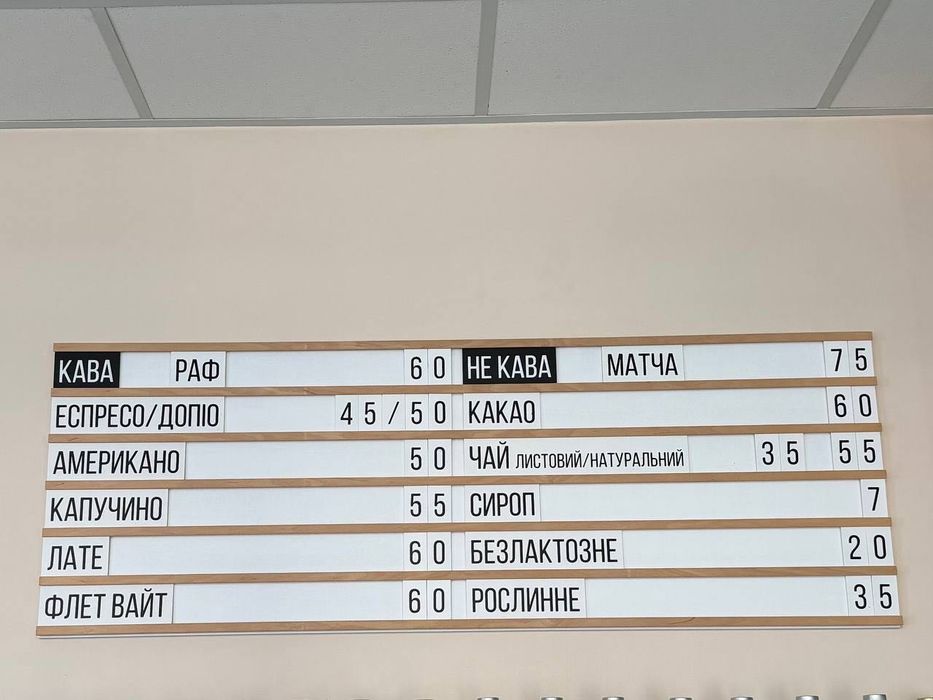 КАВА РАФ 60
ЕСПРЕСО/ДОПІО 45/50
АМЕРИКАНО 50
КАПУЧИНО 55
ЛАТЕ 60
ФЛЕТ ВАЙТ 60
НЕ КАВА МАТЧА 75
КАКАО 60
ЧАЙ ЛИСТОВИЙ/НАТУРАЛЬНИЙ 35 55
СИРОП 7
БЕЗЛАКТОЗНЕ 20
РОСЛИННЕ 35